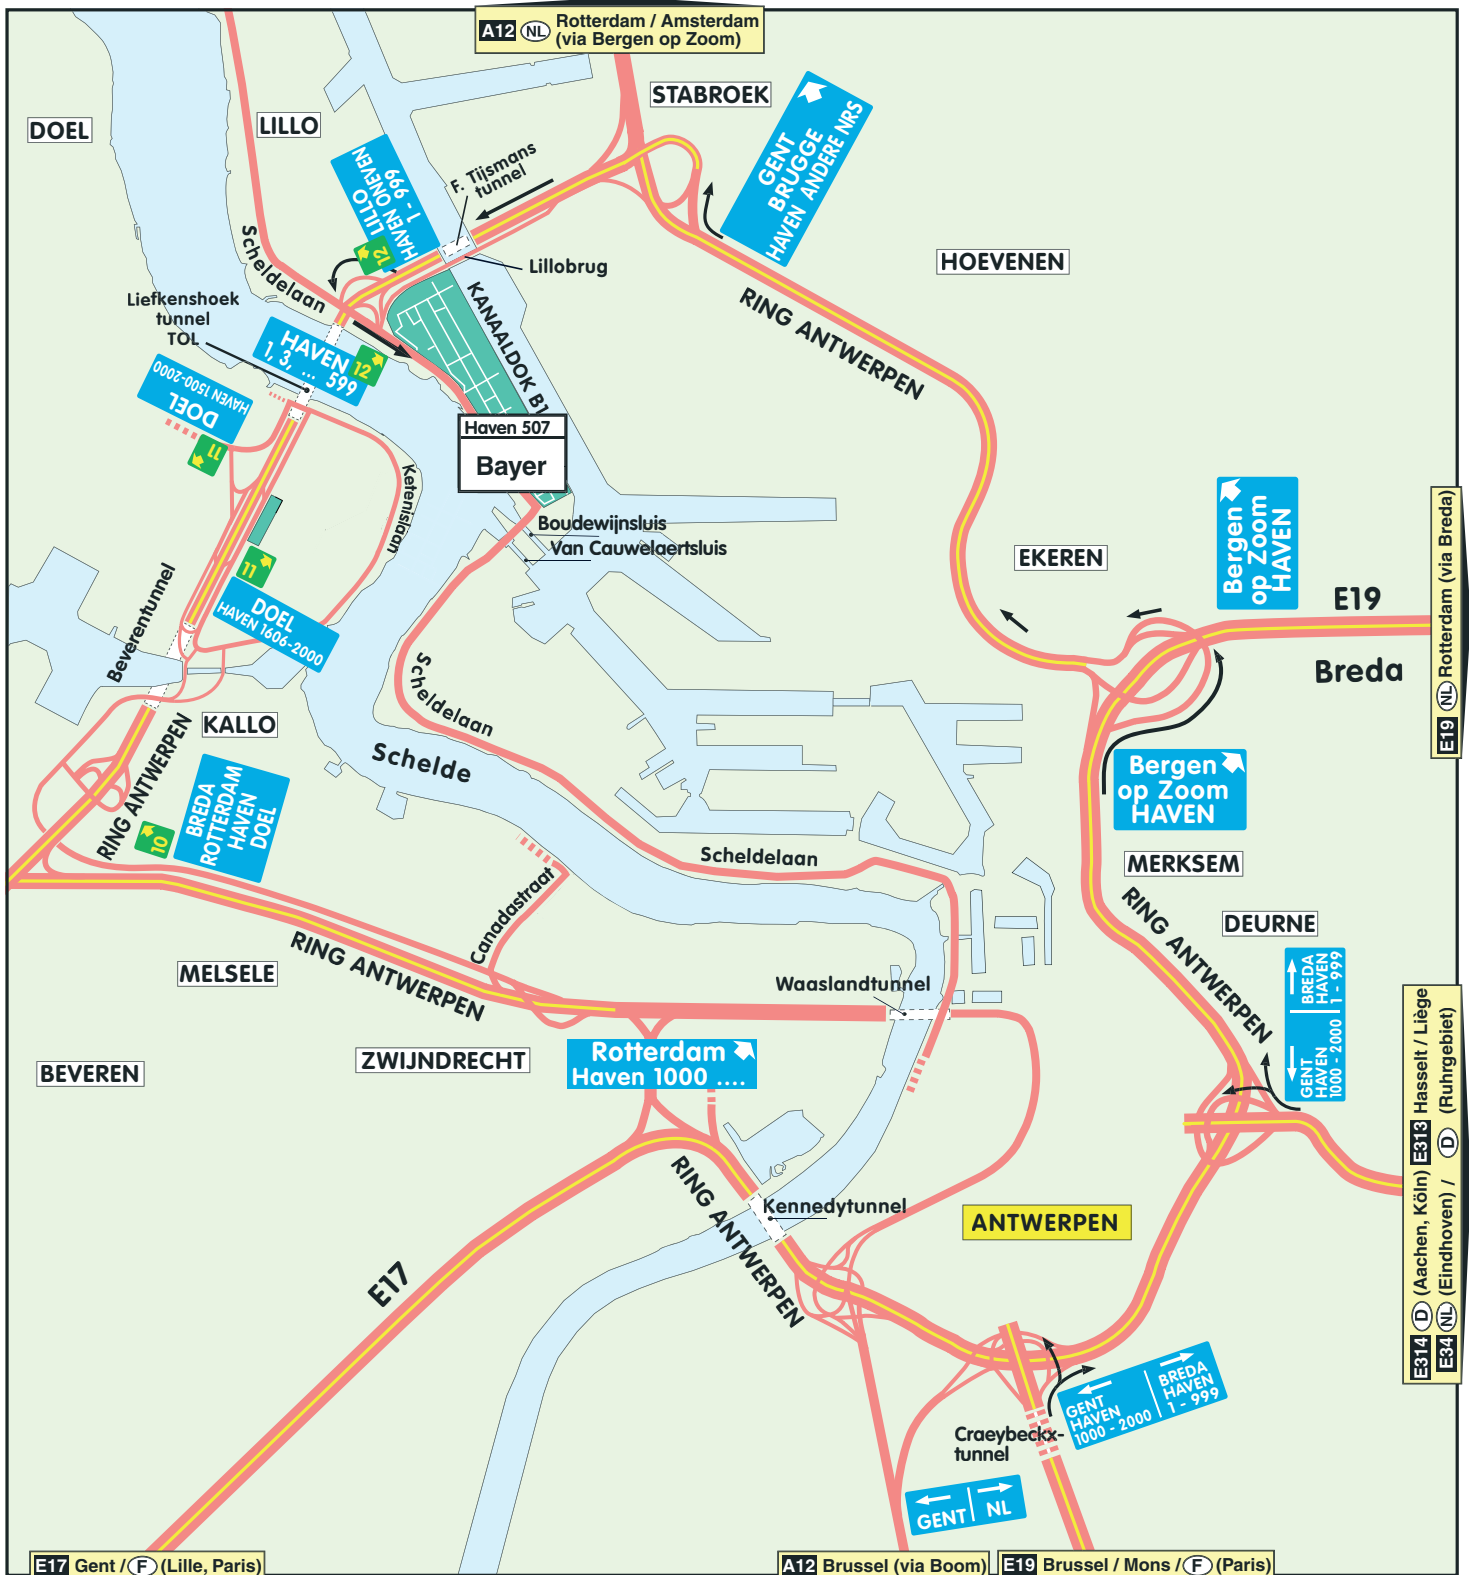 A12 NL Rotterdam / Amsterdam
(via Bergen op Zoom)
STABROEK
DOEL
LILLO
GENT
BRUGGE
HAVEN ANDERE NRS
LILLO
HAVEN ONEVEN
1 - 999
12
F. Tijsmans
tunnel
Scheldelaan
Lillobrug
HOEVENEN
Liefkenshoek
tunnel
TOL
KANAALDOK B1
RING ANTWERPEN
HAVEN
1, 3, ... 599
12
DOEL
HAVEN 1500-2000
11
Haven 507
Bayer
Ketenislaan
Boudewijnsluis
Van Cauwelaertsluis
EKEREN
Bergen
op Zoom
HAVEN
E19
Breda
E19 NL Rotterdam (via Breda)
11
DOEL
HAVEN 1606-2000
Beverentunnel
Scheldelaan
KALLO
RING ANTWERPEN
Schelde
10
BREDA
ROTTERDAM
HAVEN
DOEL
Bergen
op Zoom
HAVEN
Scheldelaan
MERKSEM
Canadastraat
RING ANTWERPEN
DEURNE
RING ANTWERPEN
MELSELE
Waaslandtunnel
BREDA
HAVEN
1 - 999
GENT
HAVEN
1000 - 2000
BEVEREN
ZWIJNDRECHT
Rotterdam
Haven 1000 ....
E313 Hasselt / Liège
E314 D (Aachen, Köln)
E34 NL (Eindhoven) / D (Ruhrgebiet)
RING ANTWERPEN
Kennedytunnel
ANTWERPEN
E17
GENT
HAVEN
1000 - 2000
BREDA
HAVEN
1 - 999
Craeybeckx-
tunnel
GENT
NL
E17 Gent / F (Lille, Paris)
A12 Brussel (via Boom)
E19 Brussel / Mons / F (Paris)